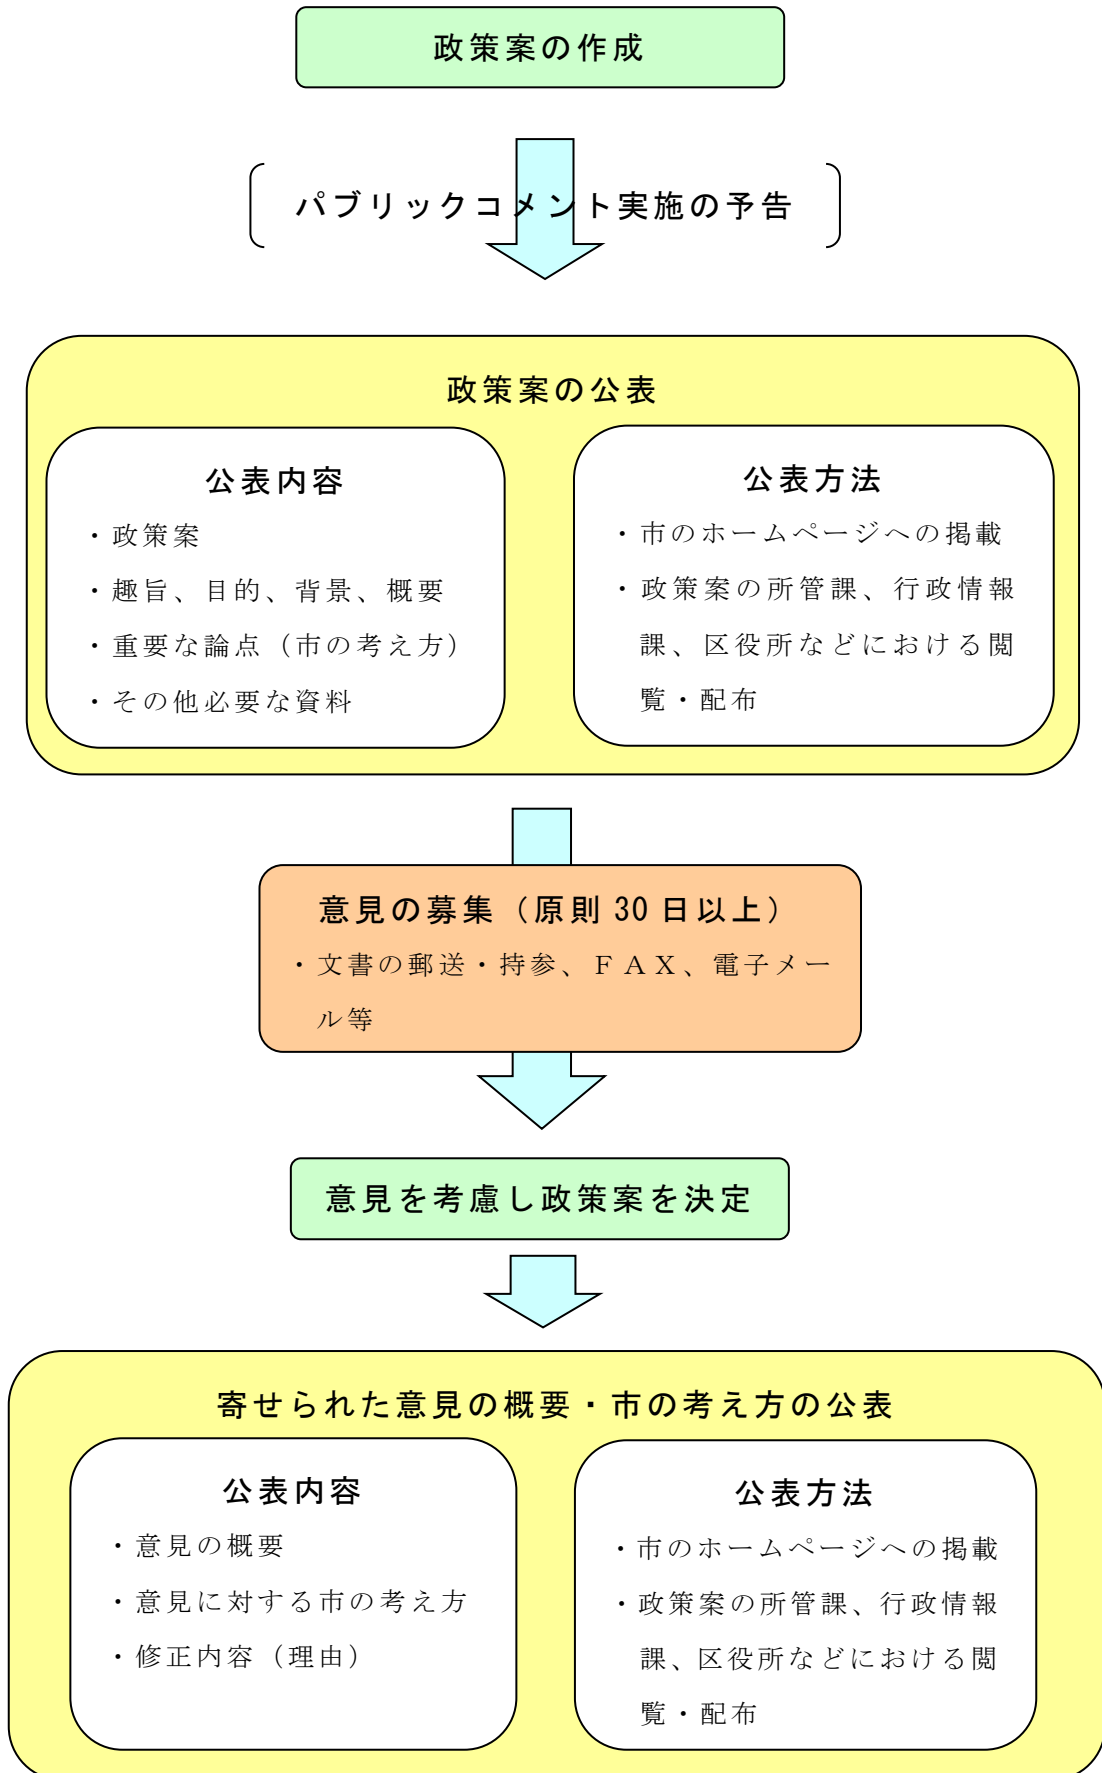 政策案の作成
パブリックコメント実施の予告
政策案の公表
公表内容
・政策案
・趣旨、目的、背景、概要
・重要な論点（市の考え方）
・その他必要な資料
公表方法
・市のホームページへの掲載
・政策案の所管課、行政情報
課、区役所などにおける閲
覧・配布
意見の募集（原則 30 日以上）
・文書の郵送・持参、ＦＡＸ、電子メー
ル等
意見を考慮し政策案を決定
寄せられた意見の概要・市の考え方の公表
公表内容
・意見の概要
・意見に対する市の考え方
・修正内容（理由）
公表方法
・市のホームページへの掲載
・政策案の所管課、行政情報
課、区役所などにおける閲
覧・配布